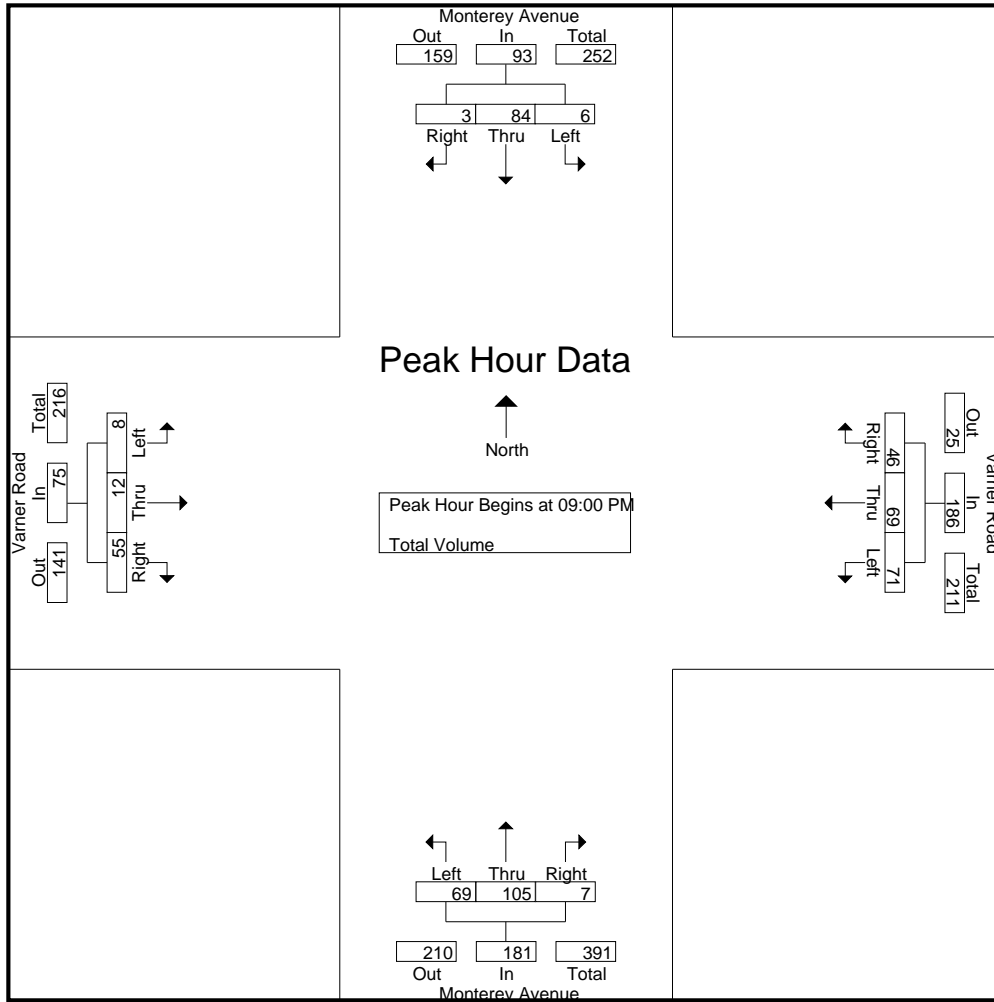 Monterey Avenue
Out In Total
159 93 252
3 84 6
Right Thru Left
Peak Hour Data
North
Peak Hour Begins at 09:00 PM
Total Volume
Varner Road
Out In Total
141 75 216
Left Thru Right
8 12 55
Varner Road
Out In Total
25 186 211
Right Thru Left
46 69 71
Left Thru Right
69 105 7
210 181 391
Out In Total
Monterey Avenue